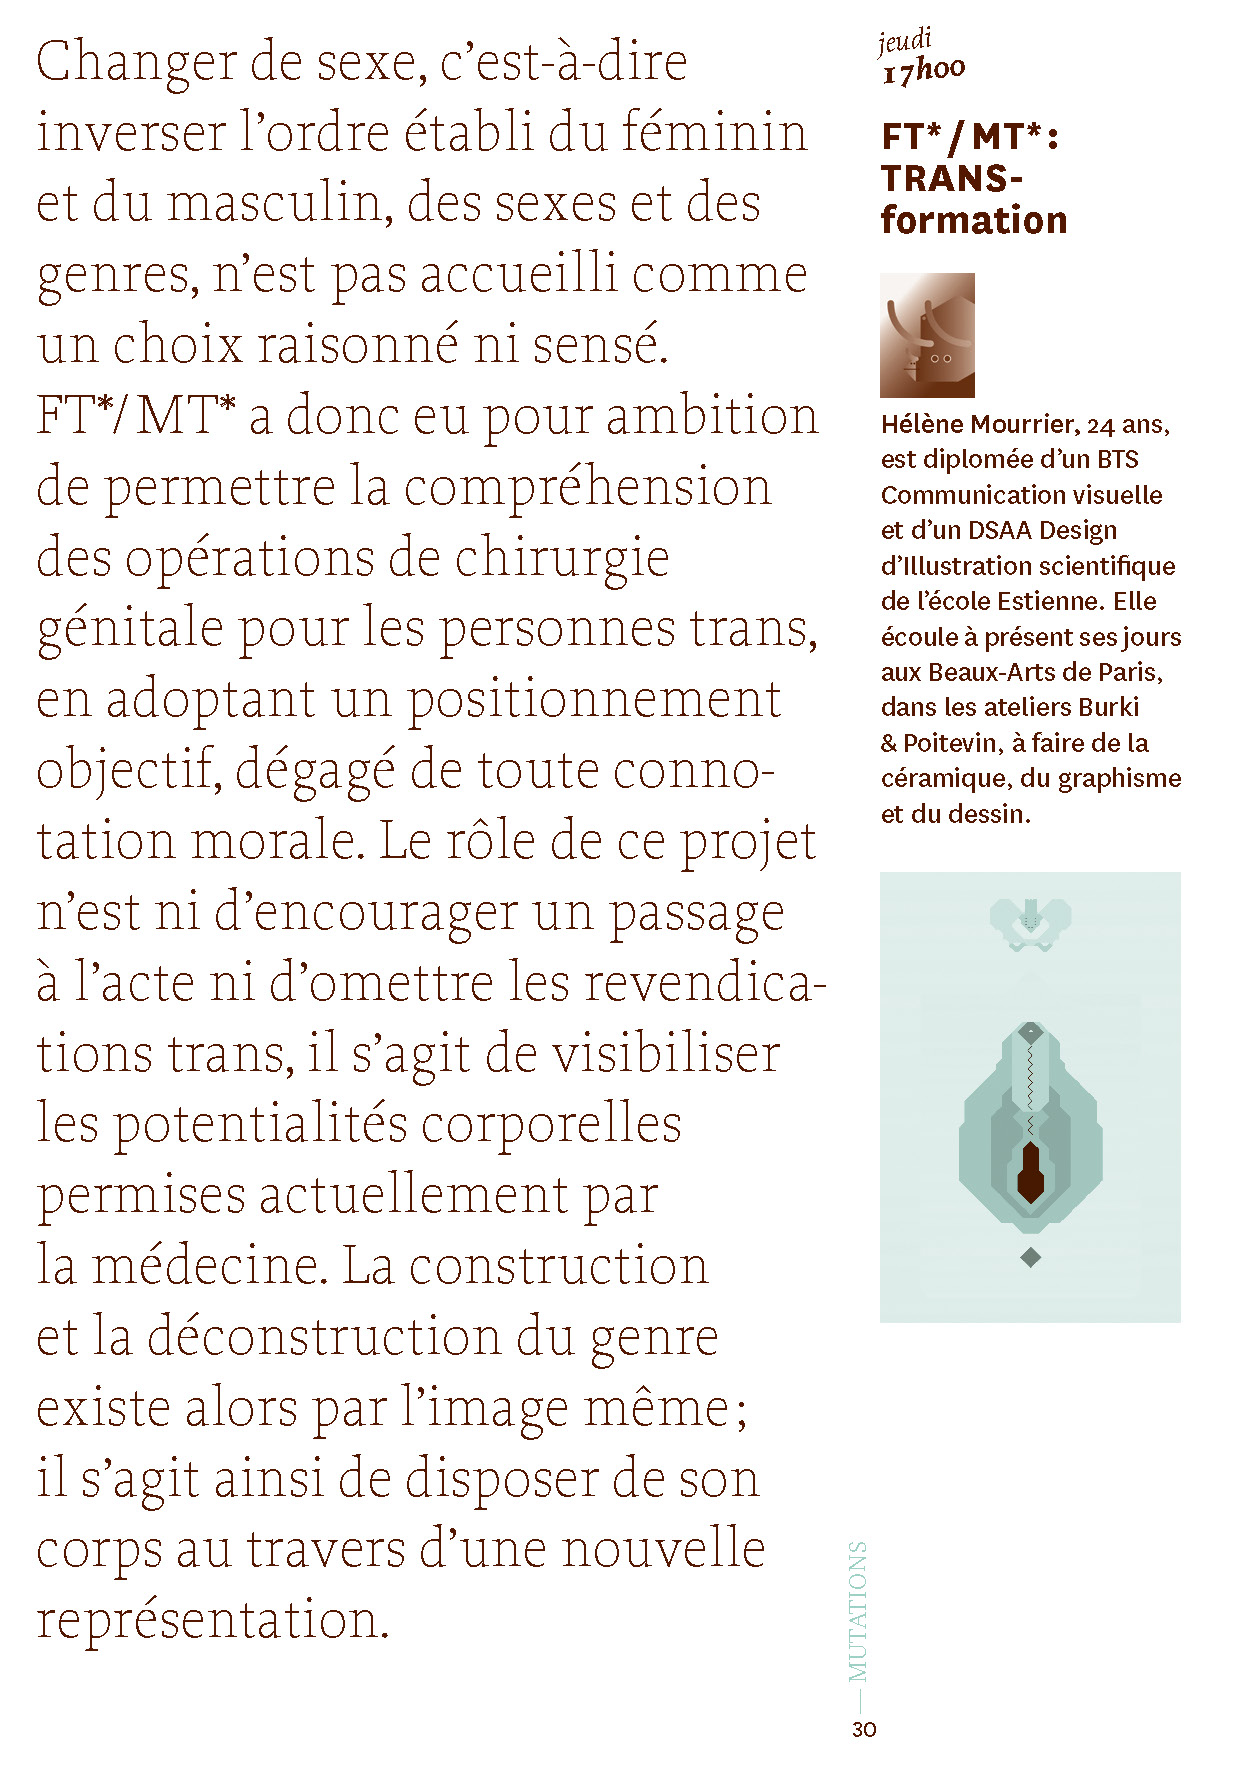 Changer de sexe, c’est-à-dire
inverser l’ordre établi du féminin
et du masculin, des sexes et des
genres, n’est pas accueilli comme
un choix raisonné ni sensé.
FT*/ MT* a donc eu pour ambition
de permettre la compréhension
des opérations de chirurgie
génitale pour les personnes trans,
en adoptant un positionnement
objectif, dégagé de toute conno-
tation morale. Le rôle de ce projet
n’est ni d’encourager un passage
à l’acte ni d’omettre les revendica-
tions trans, il s’agit de visibiliser
les potentialités corporelles
permises actuellement par
la médecine. La construction
et la déconstruction du genre
existe alors par l’image même ;
il s’agit ainsi de disposer de son
corps au travers d’une nouvelle
représentation.
jeudi
17h00
FT* / MT* :
TRANS-
formation
Hélène Mourrier, 24 ans,
est diplomée d’un BTS
Communication visuelle
et d’un DSAA Design
d’Illustration scientifique
de l’école Estienne. Elle
écoule à présent ses jours
aux Beaux-Arts de Paris,
dans les ateliers Burki
& Poitevin, à faire de la
céramique, du graphisme
et du dessin.
— MUTATIONS
30